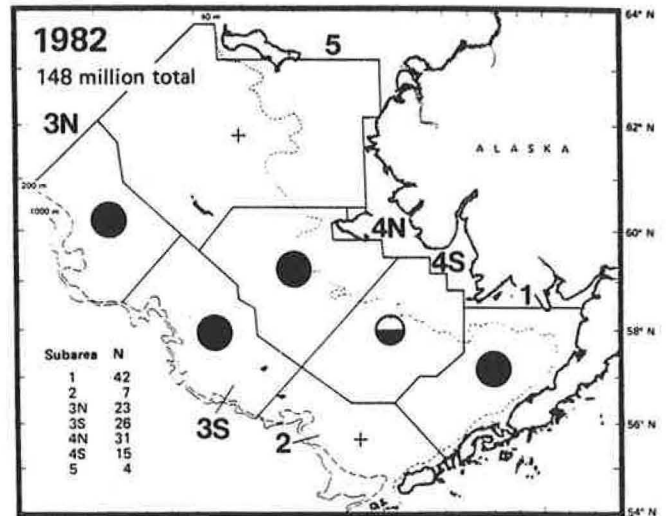 1982
148 million total
60 m
5
64° N
3N
62° N
A L A S K A
200 m
1000 m
4N
60° N
4S
1
58° N
Subarea N
1 42
2 7
3N 23
3S 26
4N 31
4S 15
5 4
3S
2
56° N
54° N